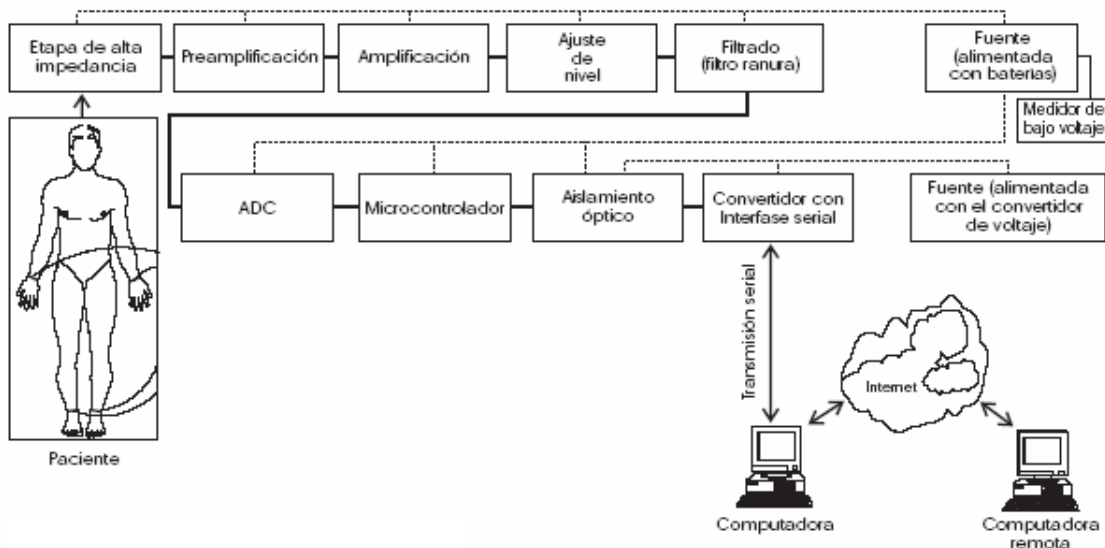 Etapa de alta
impedancia
Preamplificación
Amplificación
Ajuste
de
nivel
Filtrado
(filtro ranura)
Fuente
(alimentada
con baterías)
Medidor de
bajo voltaje
ADC
Microcontrolador
Aislamiento
óptico
Convertidor con
Interfase serial
Fuente (alimentada
con el convertidor
de voltaje)
Paciente
Transmisión serial
Internet
Computadora
Computadora
remota